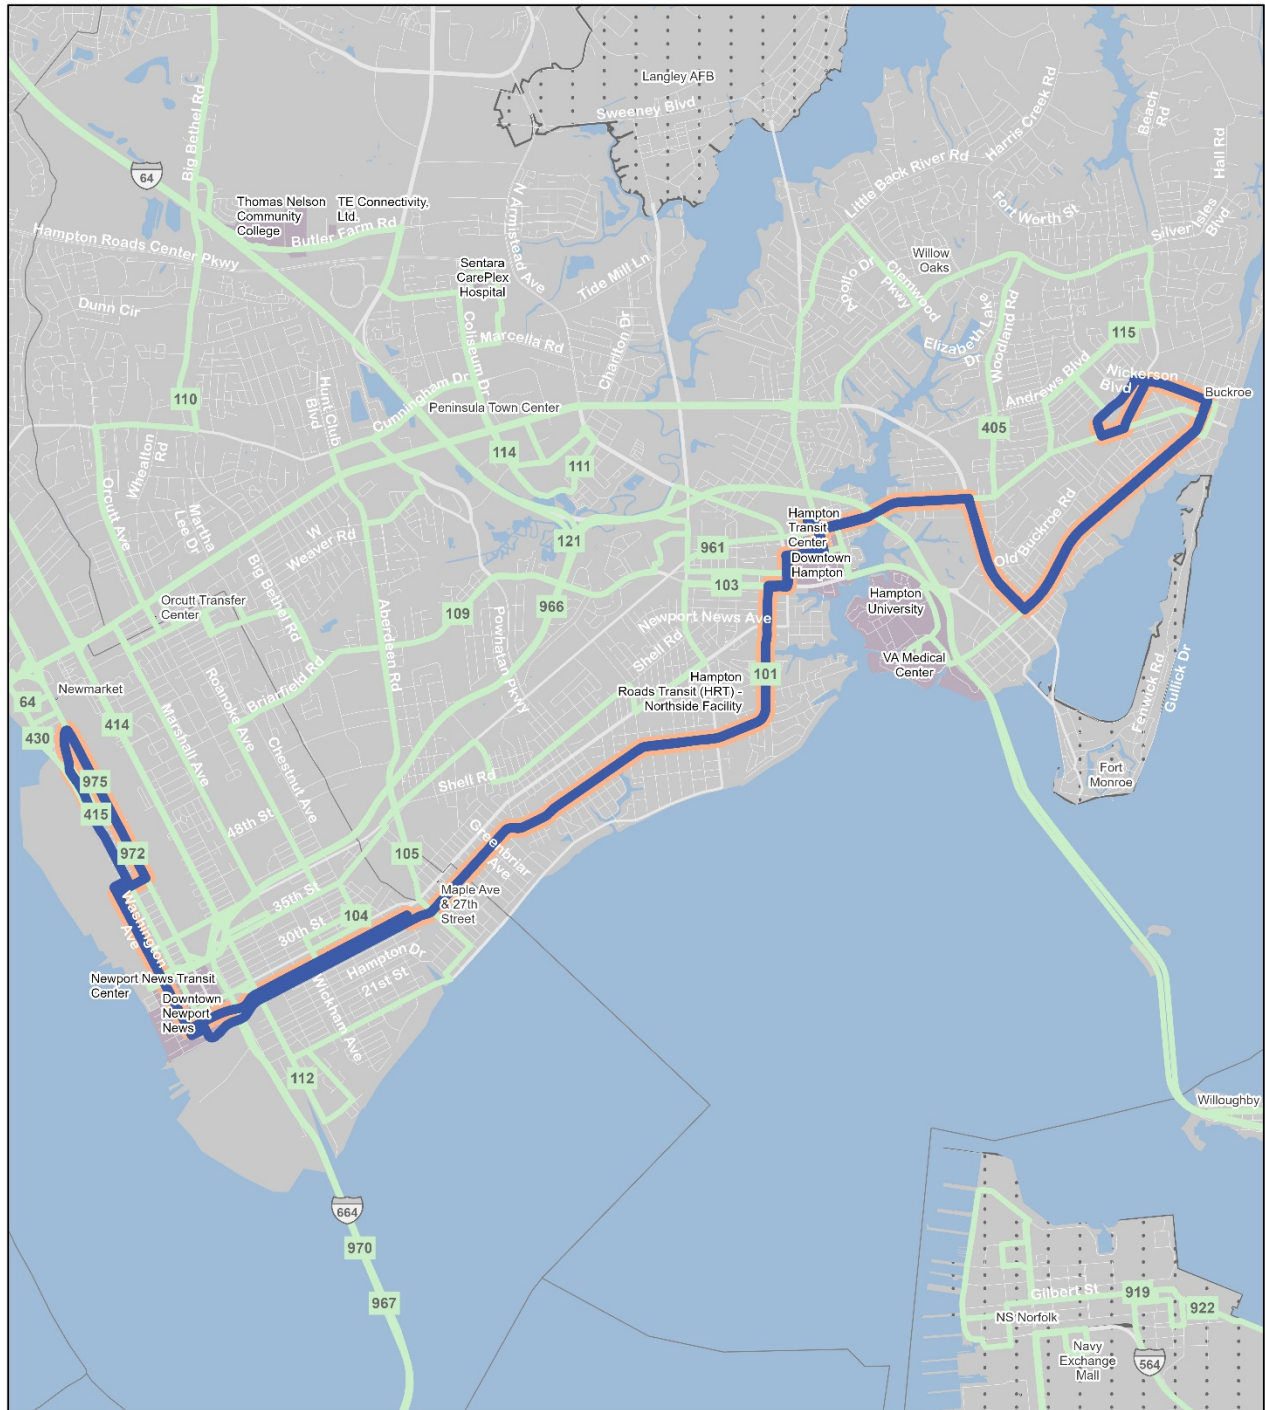 Langley AFB
Sweeney Blvd
Harris Creek Rd
Beach
Rd
Hall Rd
Big Bethel Rd
64
Little Back River Rd
Fort Worth St
Silver Isles
Blvd
Thomas Nelson
Community
College
TE Connectivity,
Ltd.
Butler Farm Rd
N Armistead Ave
Hampton Roads Center Pkwy
Sentara
CarePlex
Hospital
Tide Mill Ln
Apollo Dr
Willow
Oaks
Clemwood
Pkwy
Dunn Cir
Coliseum Dr
Marcella Rd
Charlton Dr
Elizabeth Lake
Dr
Woodland Rd
115
Andrews Blvd
Nickerson
Blvd
Buckroe
110
Hunt Club
Blvd
Cunningham Dr
Peninsula Town Center
405
Whealton
Rd
114
111
Orcutt Ave
Martha
Lee Dr
W
Weaver Rd
Hampton
Transit
Center
121
961
Downtown
Hampton
Old Buckroe Rd
Big Bethel Rd
103
Orcutt Transfer
Center
109
966
Hampton
University
Aberdeen Rd
Powhatan Pkwy
Newport News Ave
Shell Rd
VA Medical
Center
Briarfield Rd
Hampton
Roads Transit (HRT) -
Northside Facility
101
Fenwick Rd
Gullick Dr
Newmarket
64
414
430
Roanoke
Ave
Marshall Ave
Chestnut Ave
975
Shell Rd
Fort
Monroe
415
48th St
972
105
Greenbriar
Ave
35th St
Maple Ave
& 27th
Street
104
30th St
Washington
Ave
Hampton Dr
21st St
Newport News Transit
Center
Downtown
Newport
News
Wickham Ave
112
Willoughby
664
970
967
Gilbert St
919
922
NS Norfolk
Navy
Exchange
Mall
564